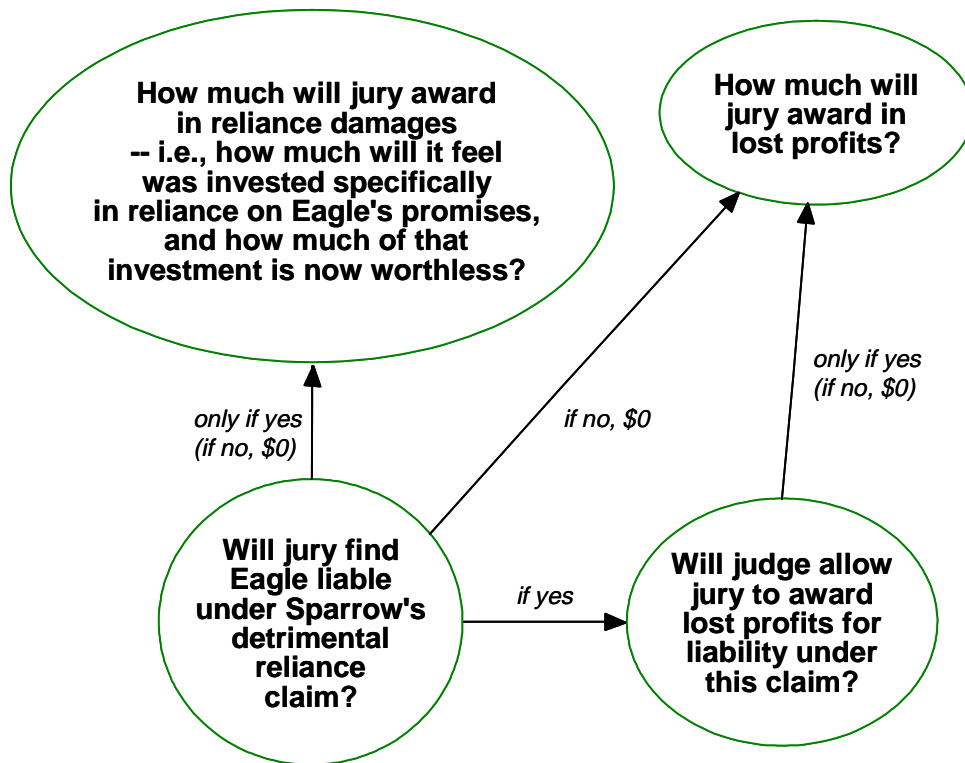 How much will jury award
in reliance damages
-- i.e., how much will it feel
was invested specifically
in reliance on Eagle's promises,
and how much of that
investment is now worthless?
How much will
jury award in
lost profits?
only if yes
(if no, $0)
if no, $0
only if yes
(if no, $0)
Will jury find
Eagle liable
under Sparrow's
detrimental
reliance
claim?
if yes
Will judge allow
jury to award
lost profits for
liability under
this claim?